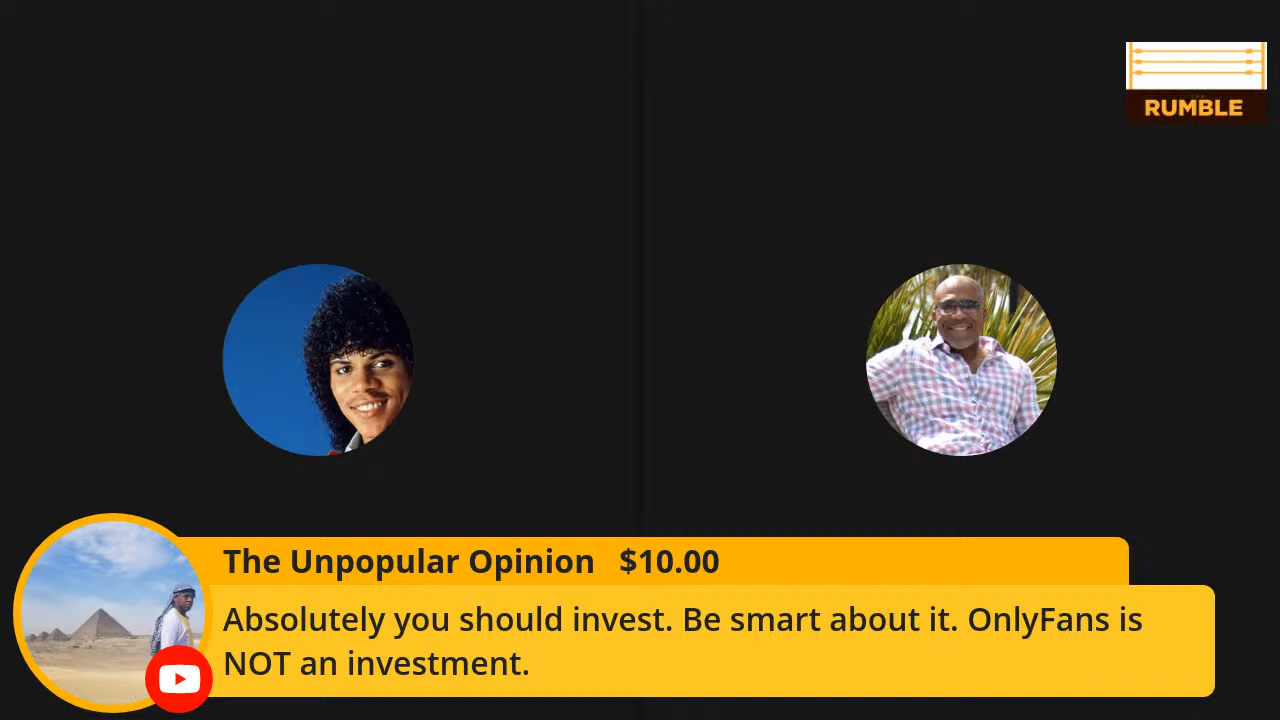 RUMBLE
The Unpopular Opinion $10.00
Absolutely you should invest. Be smart about it. OnlyFans is
NOT an investment.